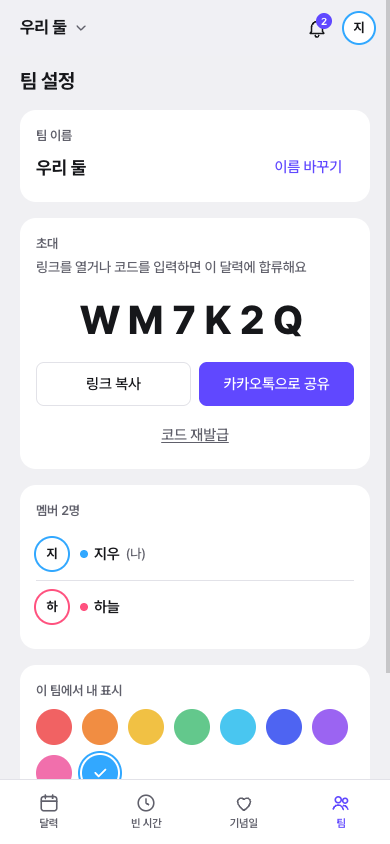 우리 둘
2
지
팀 설정
팀 이름
우리 둘
이름 바꾸기
초대
링크를 열거나 코드를 입력하면 이 달력에 합류해요
WM7K2Q
링크 복사
카카오톡으로 공유
코드 재발급
멤버 2명
지
지우 (나)
하
하늘
이 팀에서 내 표시
달력
빈 시간
기념일
팀